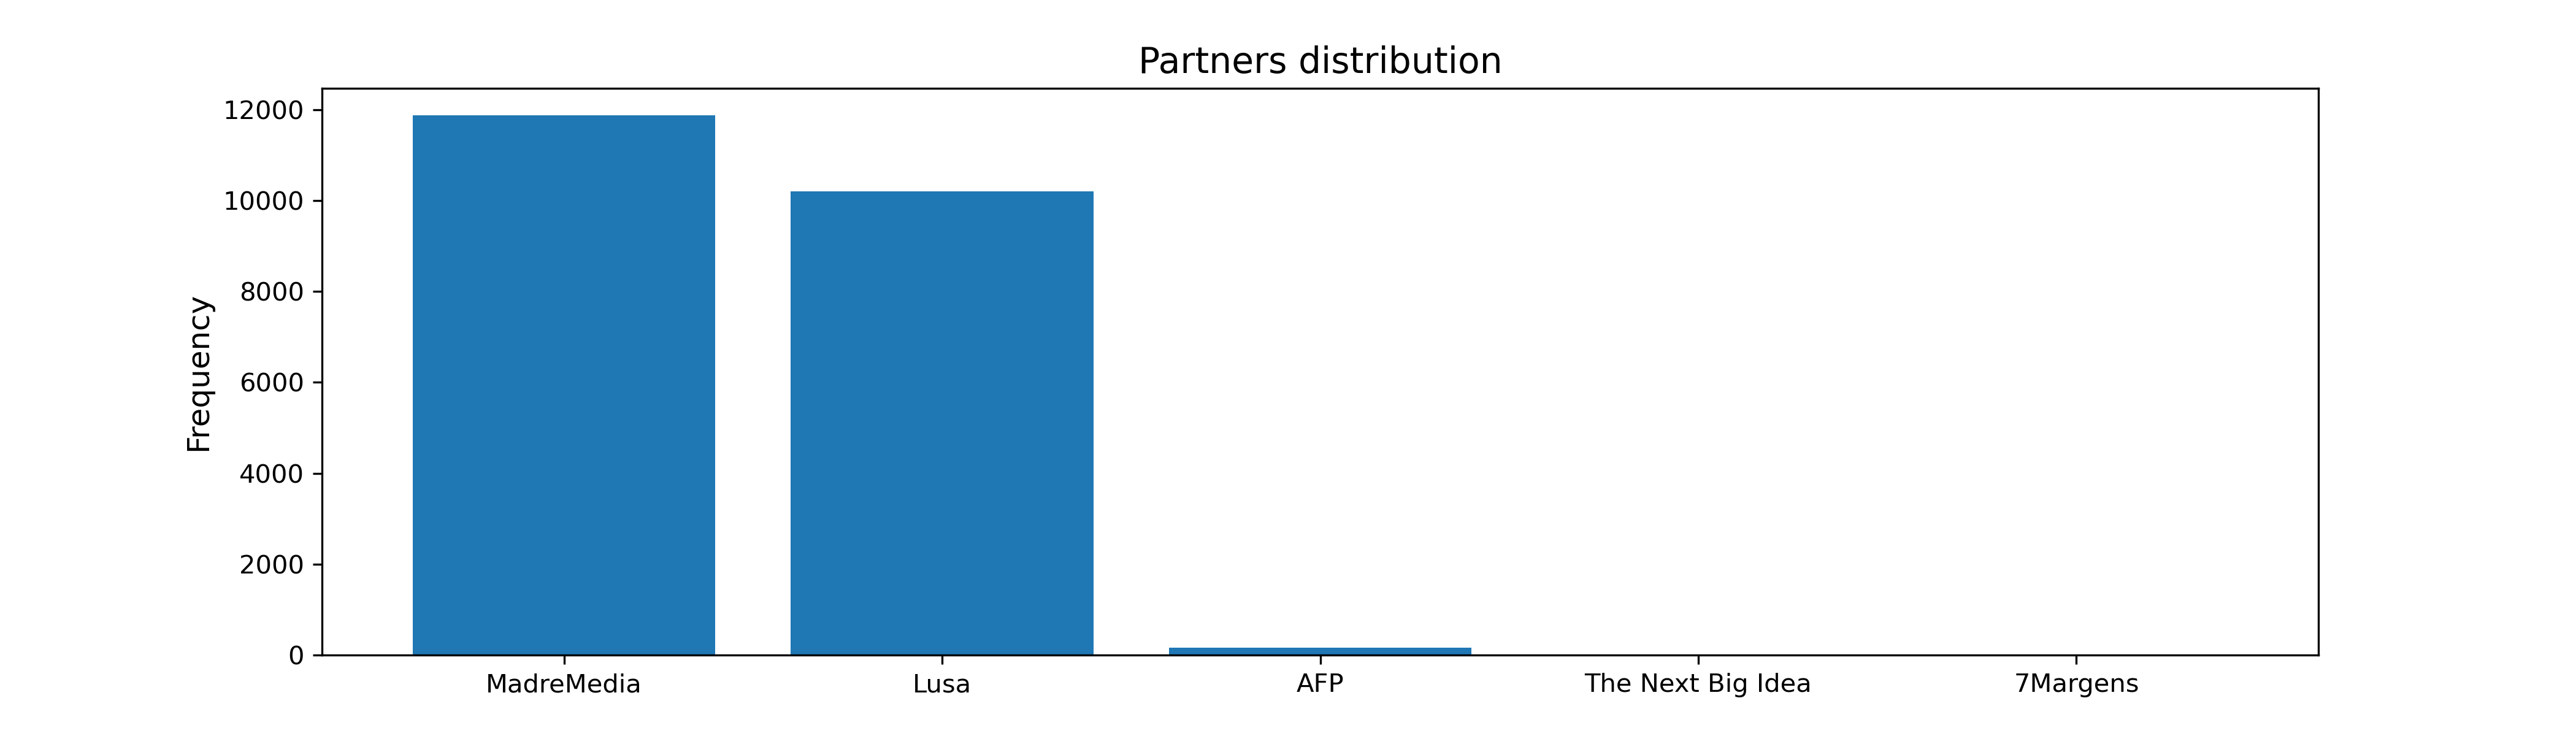 Partners distribution
12000
10000
8000
6000
4000
2000
0
Frequency
MadreMedia Lusa AFP The Next Big Idea 7Margens